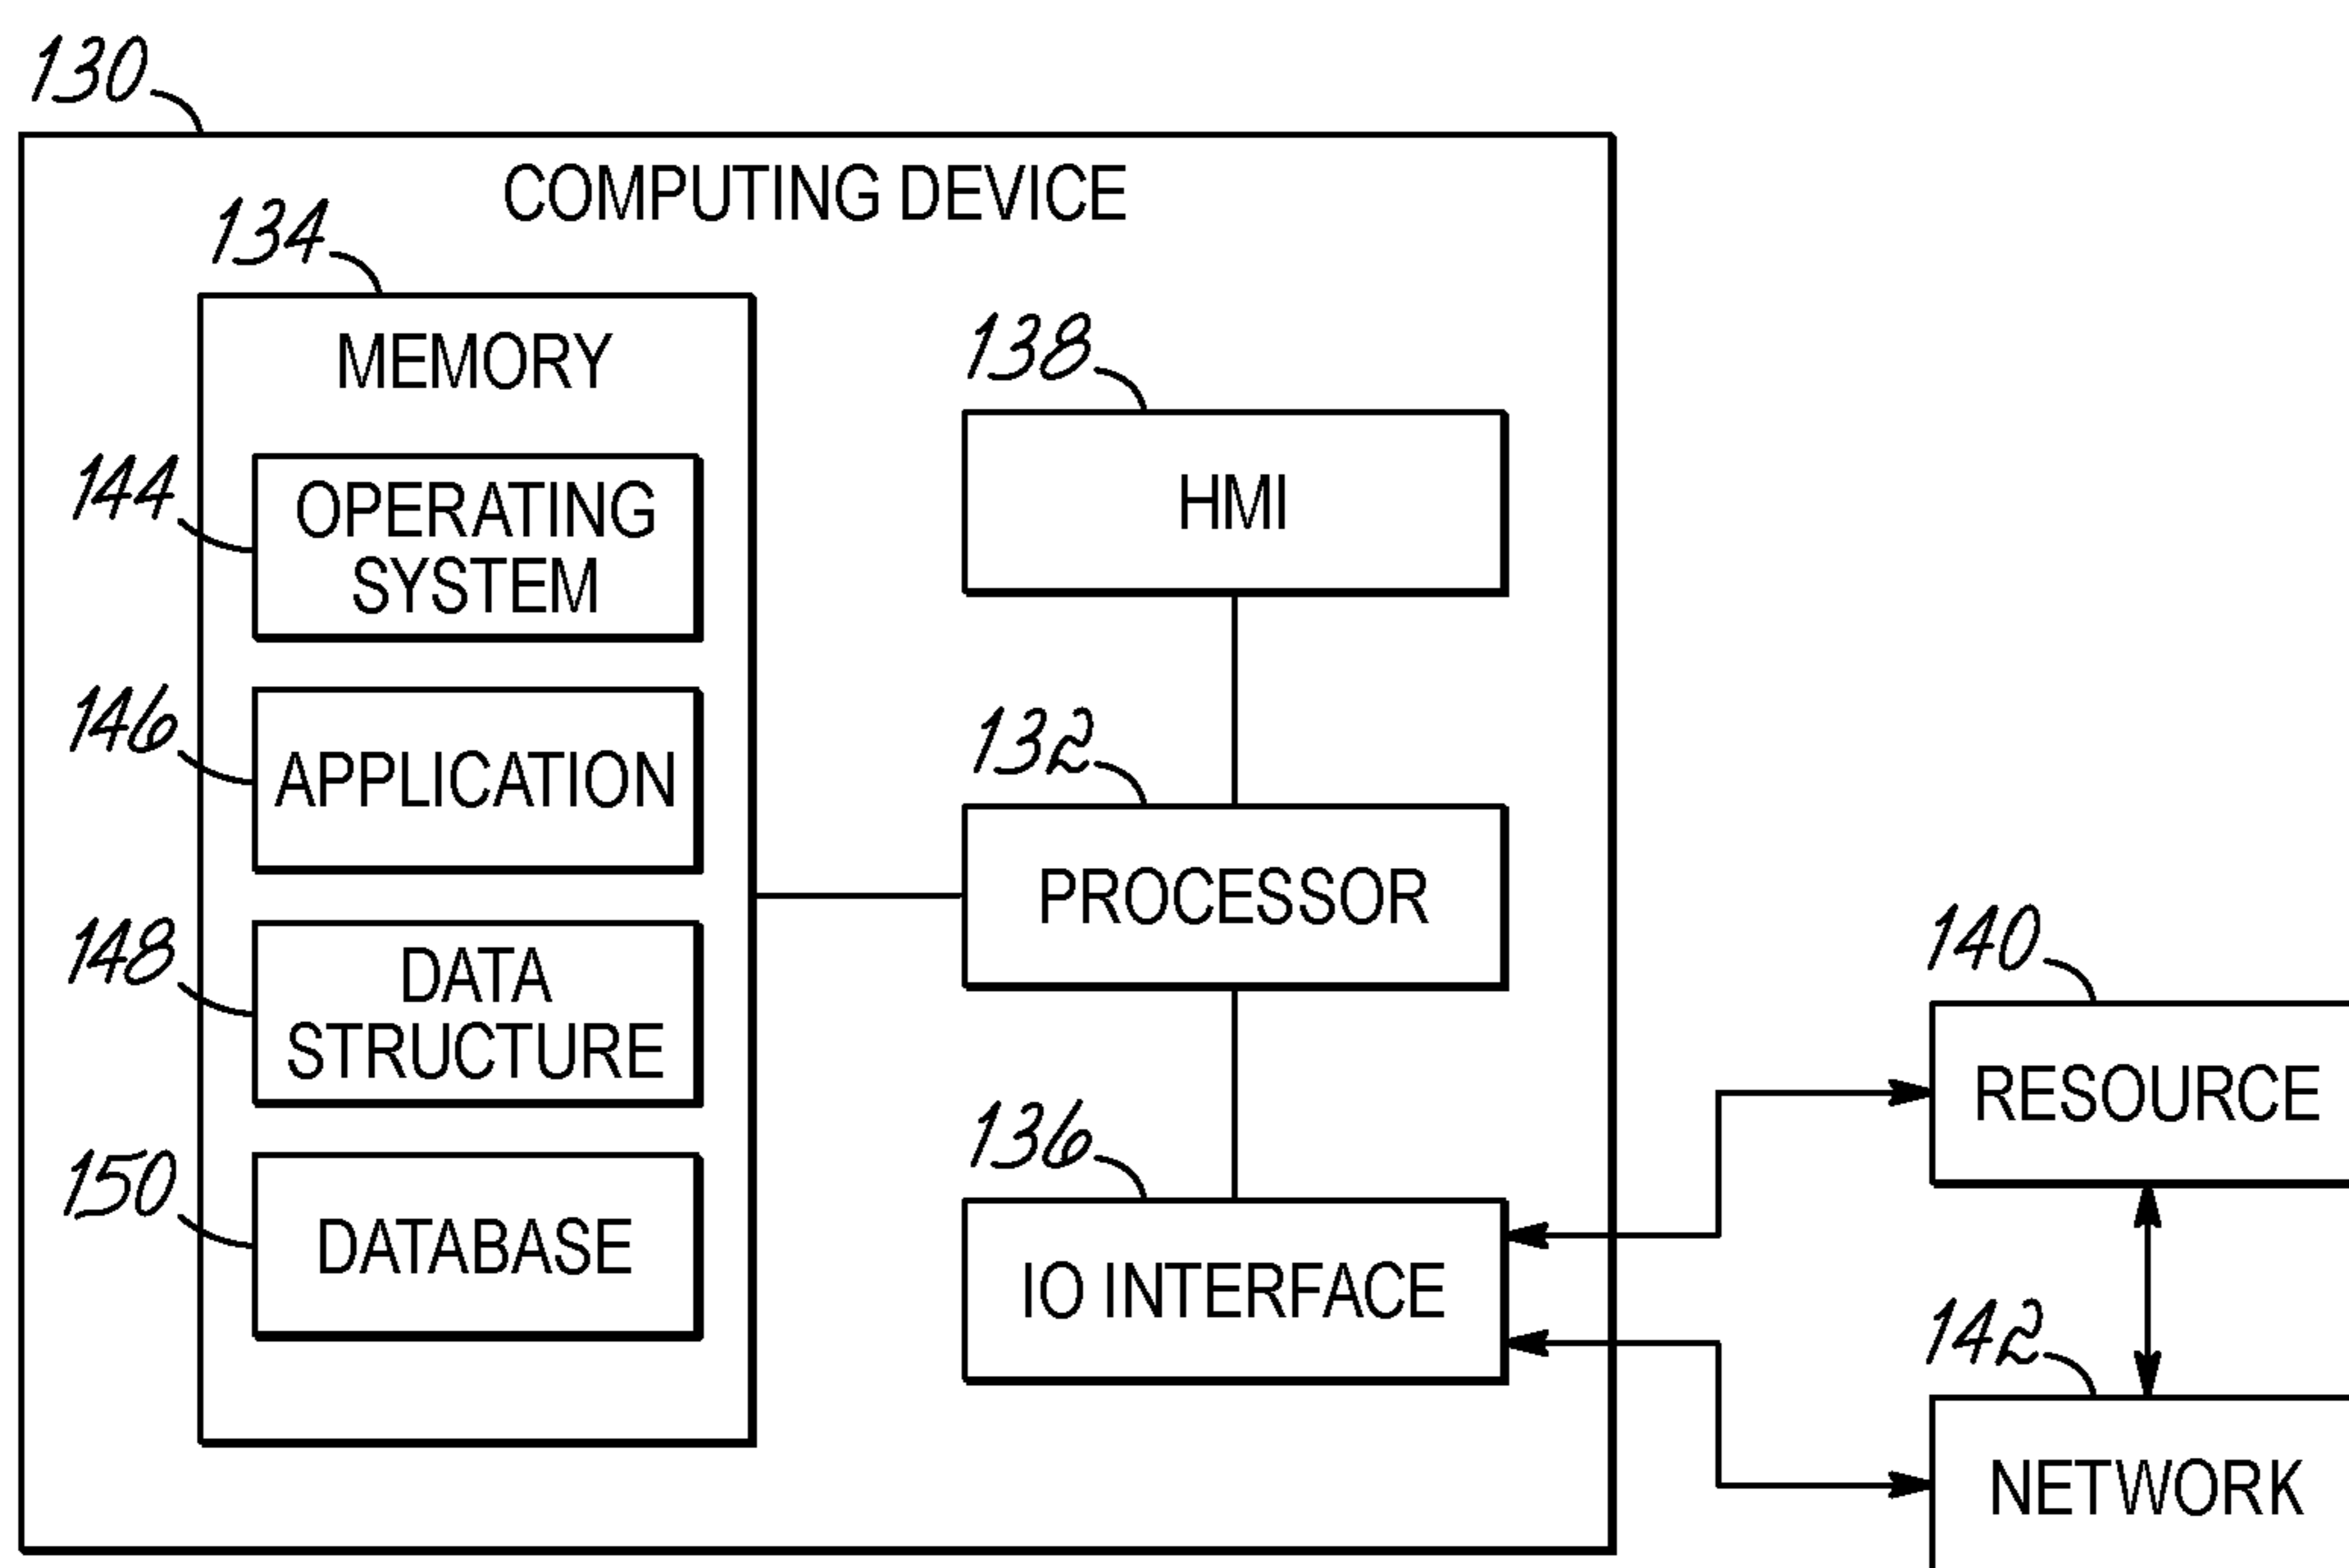 130
COMPUTING DEVICE
134
MEMORY
144
OPERATING
SYSTEM
146
APPLICATION
148
DATA
STRUCTURE
150
DATABASE
138
HMI
132
PROCESSOR
136
IO INTERFACE
140
RESOURCE
142
NETWORK